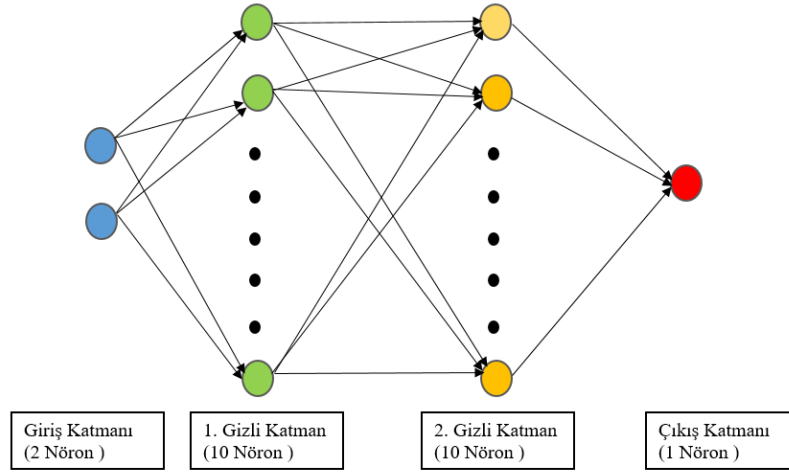 Giriş Katmanı
(2 Nöron )
1. Gizli Katman
(10 Nöron )
2. Gizli Katman
(10 Nöron )
Çıkış Katmanı
(1 Nöron )